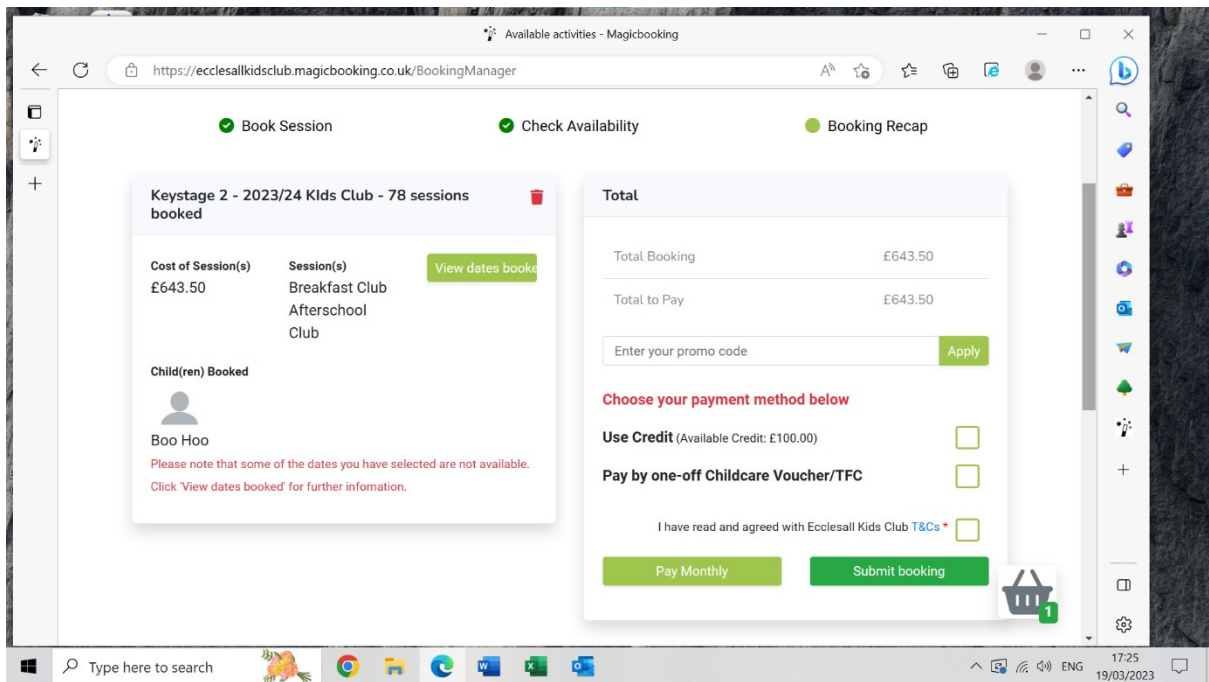 Available activities - Magicbooking
https://ecclesallkidsclub.magicbooking.co.uk/BookingManager
Book Session
Check Availability
Booking Recap
Keystage 2 - 2023/24 KIds Club - 78 sessions
booked
Cost of Session(s)
£643.50
Session(s)
Breakfast Club
Afterschool
Club
View dates booke
Child(ren) Booked
Boo Hoo
Please note that some of the dates you have selected are not available.
Click 'View dates booked' for further infomation.
Total
Total Booking £643.50
Total to Pay £643.50
Enter your promo code Apply
Choose your payment method below
Use Credit (Available Credit: £100.00)
Pay by one-off Childcare Voucher/TFC
I have read and agreed with Ecclesall Kids Club T&Cs *
Pay Monthly Submit booking
1
Type here to search
ENG
17:25
19/03/2023